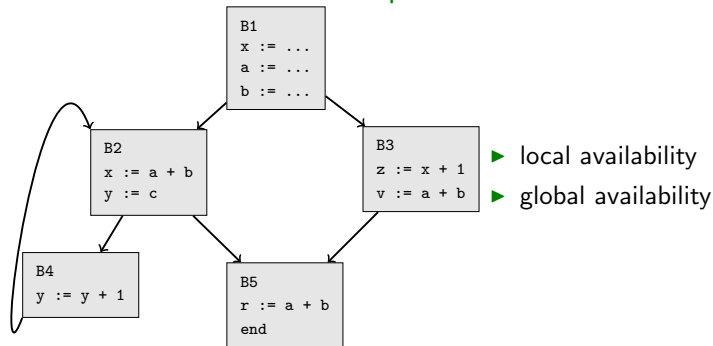 B1
x := ...
a := ...
b := ...
B2
x := a + b
y := c
B3
z := x + 1
v := a + b
▶ local availability
▶ global availability
B4
y := y + 1
B5
r := a + b
end